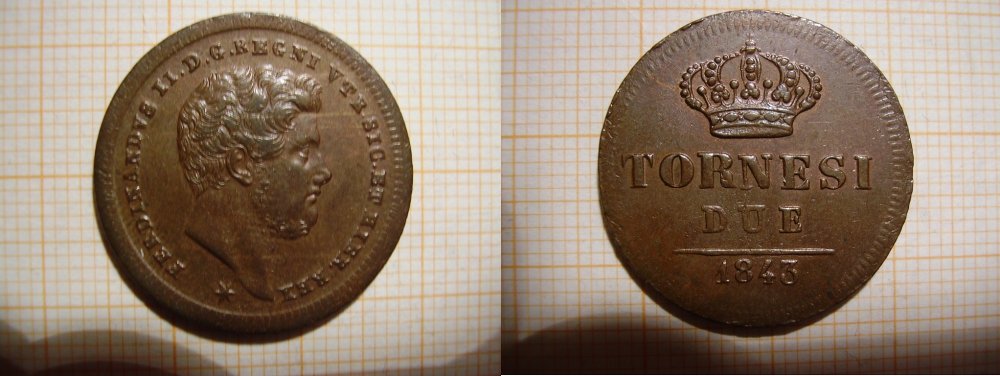 FERDINANDVS II. D. G. REGNI VTR. SIC. ET HIER. REX
TORNESI
DUE
1843